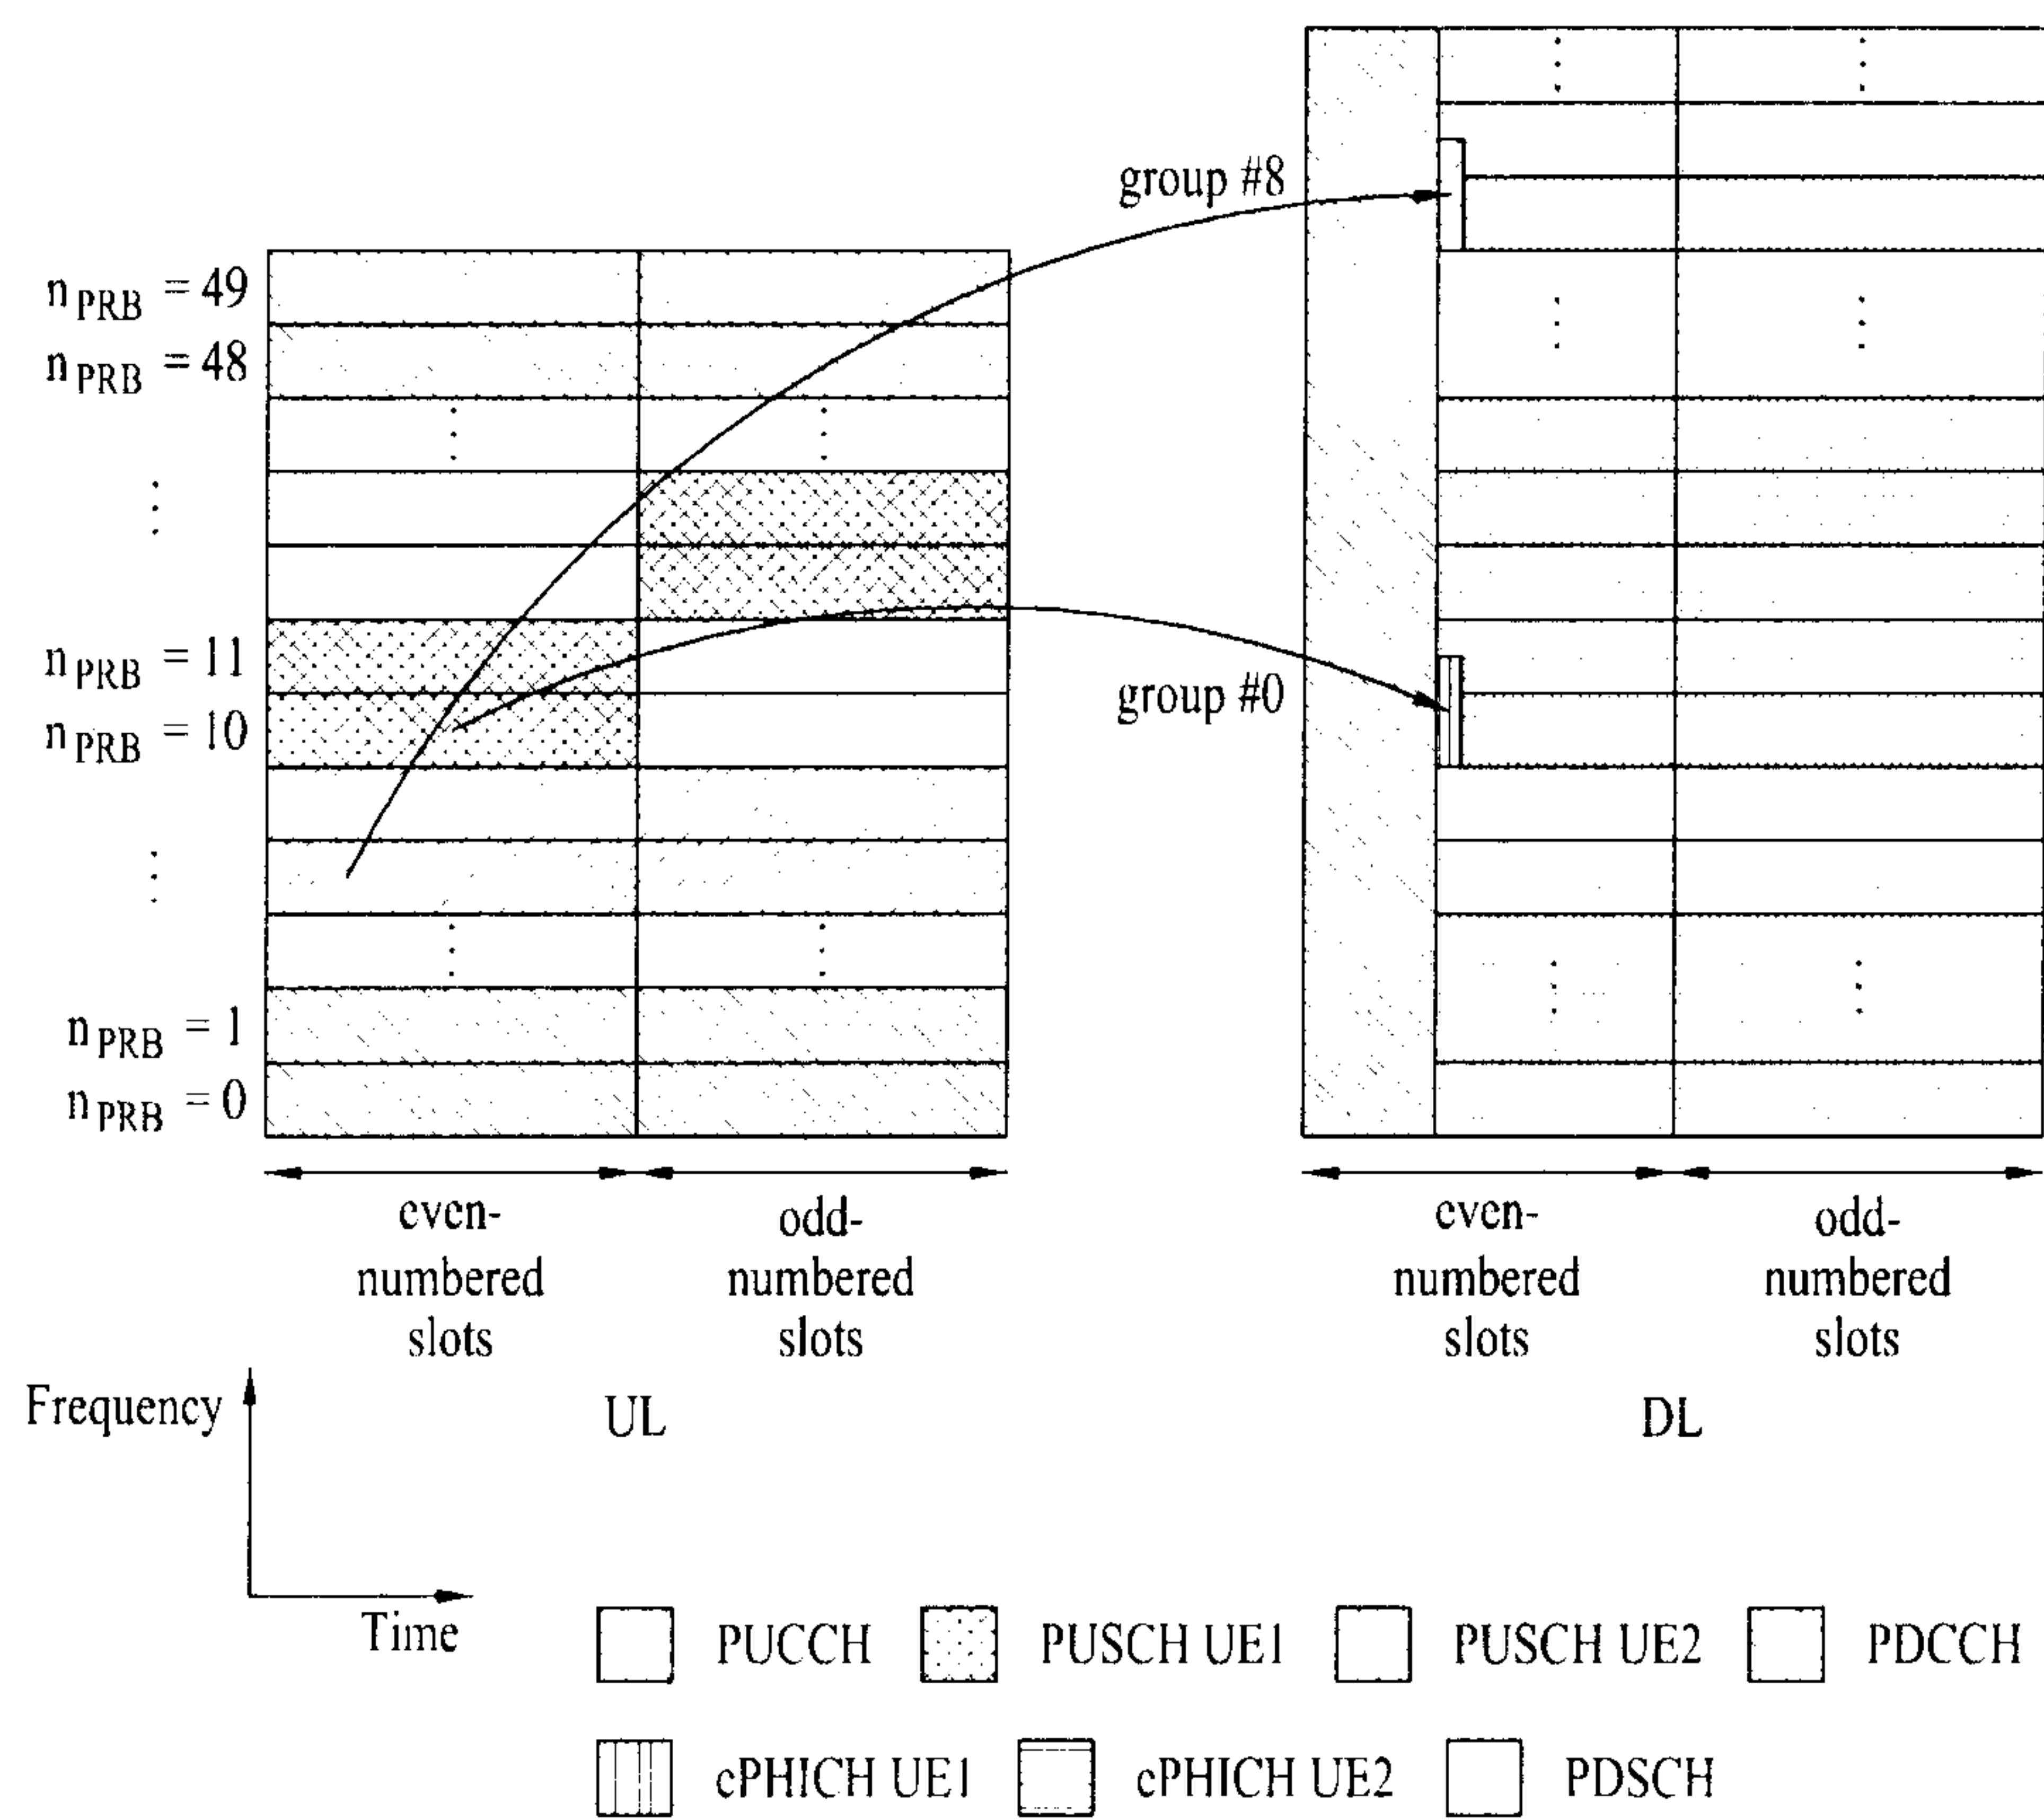 group #8
n PRB = 49
n PRB = 48
n PRB = 11
n PRB = 10
group #0
n PRB = 1
n PRB = 0
even-numbered slots
odd-numbered slots
even-numbered slots
odd-numbered slots
Frequency
Time
UL
DL
PUCCH
PUSCH UE1
PUSCH UE2
PDCCH
ePHICH UE1
ePHICH UE2
PDSCH